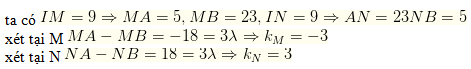 ta có IM = 9 ⇒ MA = 5, MB = 23, IN = 9 ⇒ AN = 23NB = 5
xét tại M MA − MB = −18 = 3λ ⇒ k_M = −3
xét tại N NA − NB = 18 = 3λ ⇒ k_N = 3